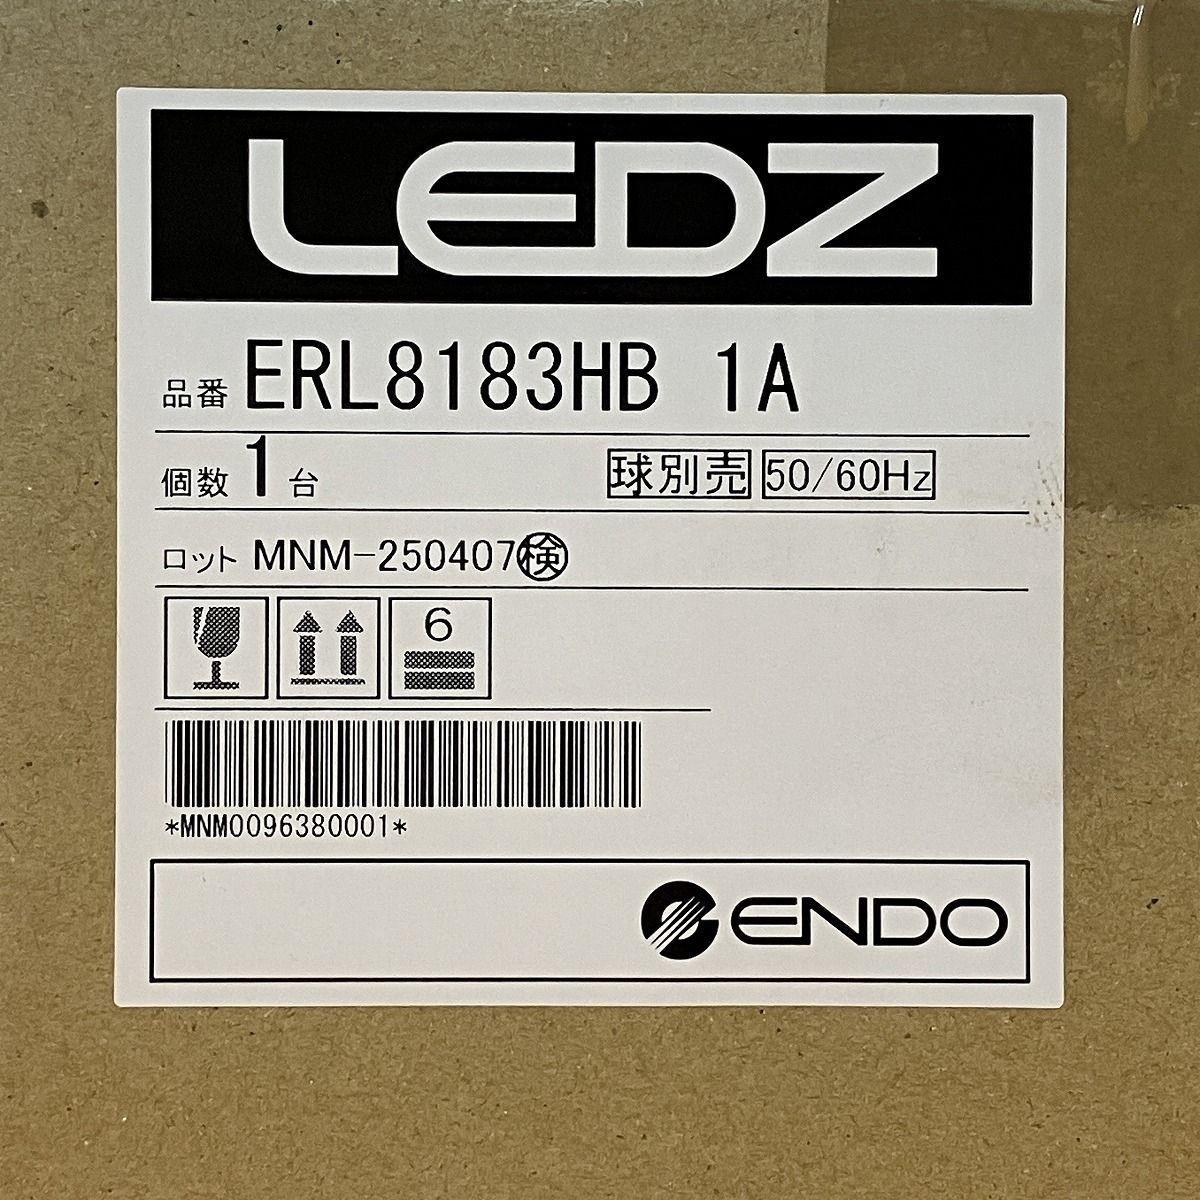 LEDZ
品番 ERL8183HB 1A
個数 1 台 球別売 50/60Hz
ロット MNM-250407検
6
*MNM0096380001*
ENDO